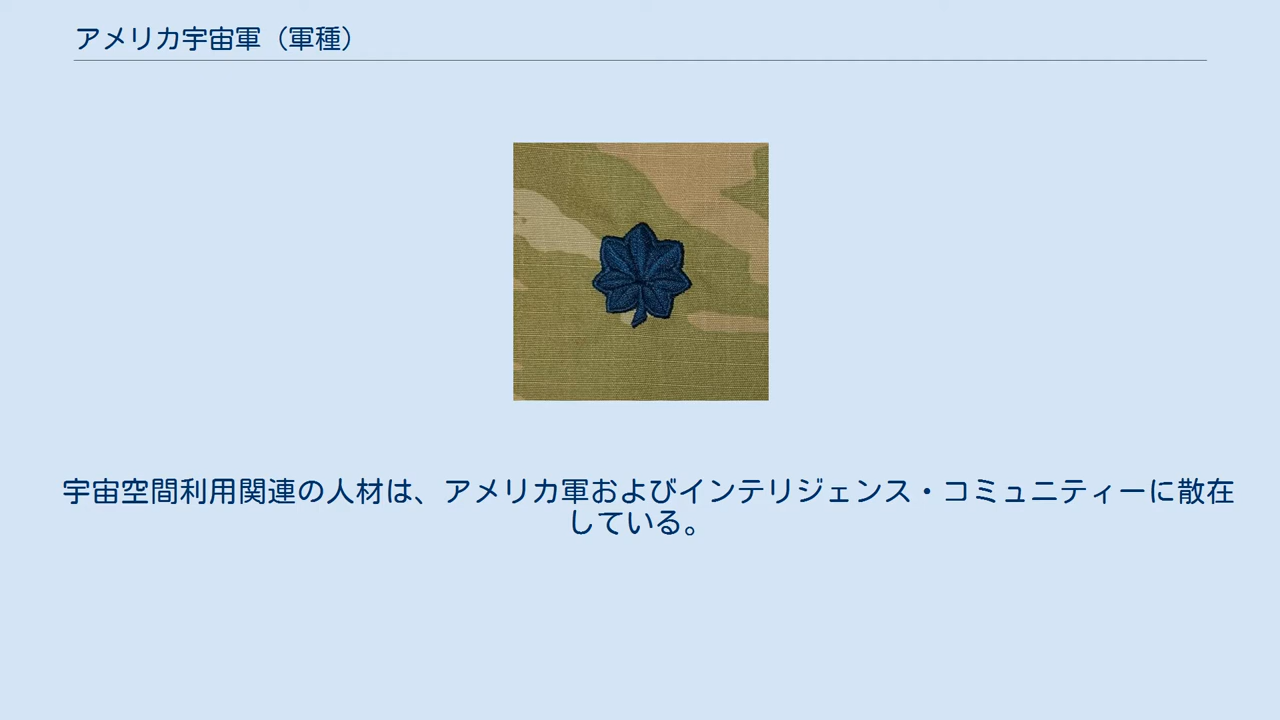 アメリカ宇宙軍（軍種）
宇宙空間利用関連の人材は、アメリカ軍およびインテリジェンス・コミュニティーに散在
している。